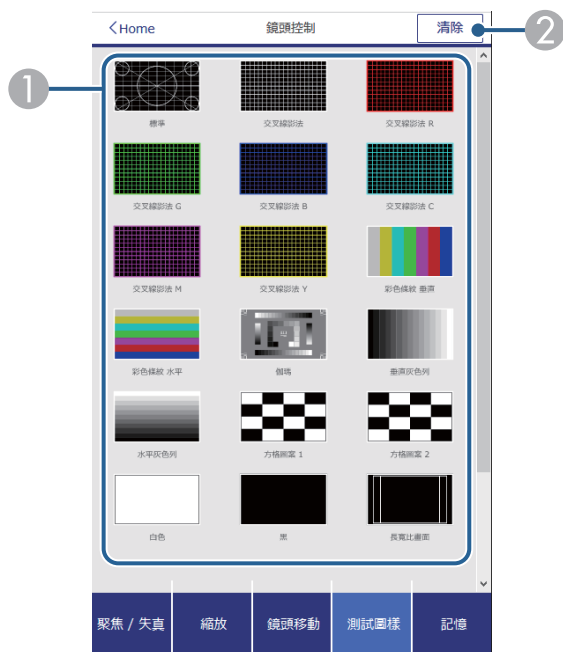 <Home 鏡頭控制 清除 2
1
標準 交叉線影法 交叉線影法 R
交叉線影法 G 交叉線影法 B 交叉線影法 C
交叉線影法 M 交叉線影法 Y 彩色條紋 垂直
彩色條紋 水平 伽瑪 垂直灰色列
水平灰色列 方格圖案 1 方格圖案 2
白色 黑 長寬比畫面
聚焦 / 失真 縮放 鏡頭移動 測試圖樣 記憶